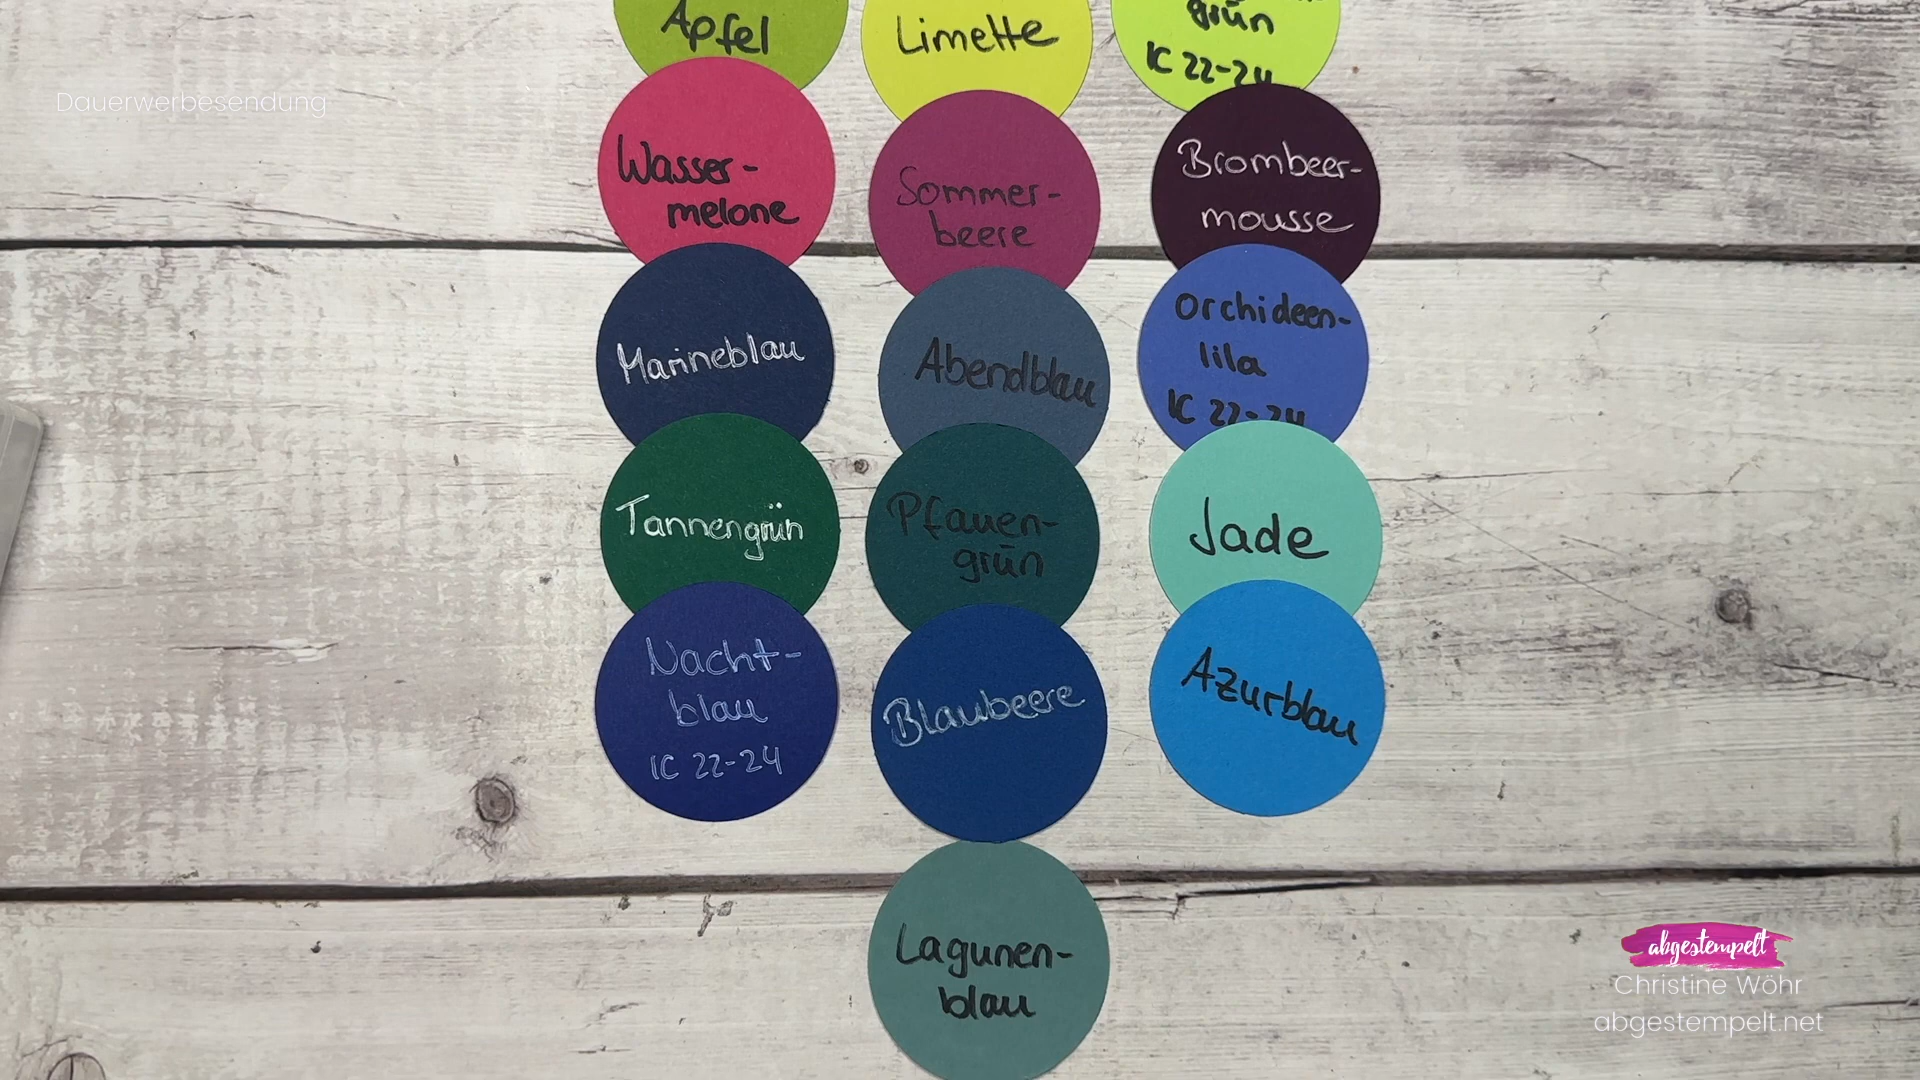 Dauerwerbesendung
Apfel
Limette
grün
IC 22-24
Wasser-
melone
Sommer-
beere
Brombeer-
mousse
Marineblau
Abendblau
Orchideen-
lila
IC 22-24
Tannengrün
Pfauen-
grün
Jade
Nacht-
blau
IC 22-24
Blaubeere
Azurblau
Lagunen-
blau
abgestempelt
Christine Wöhr
abgestempelt.net